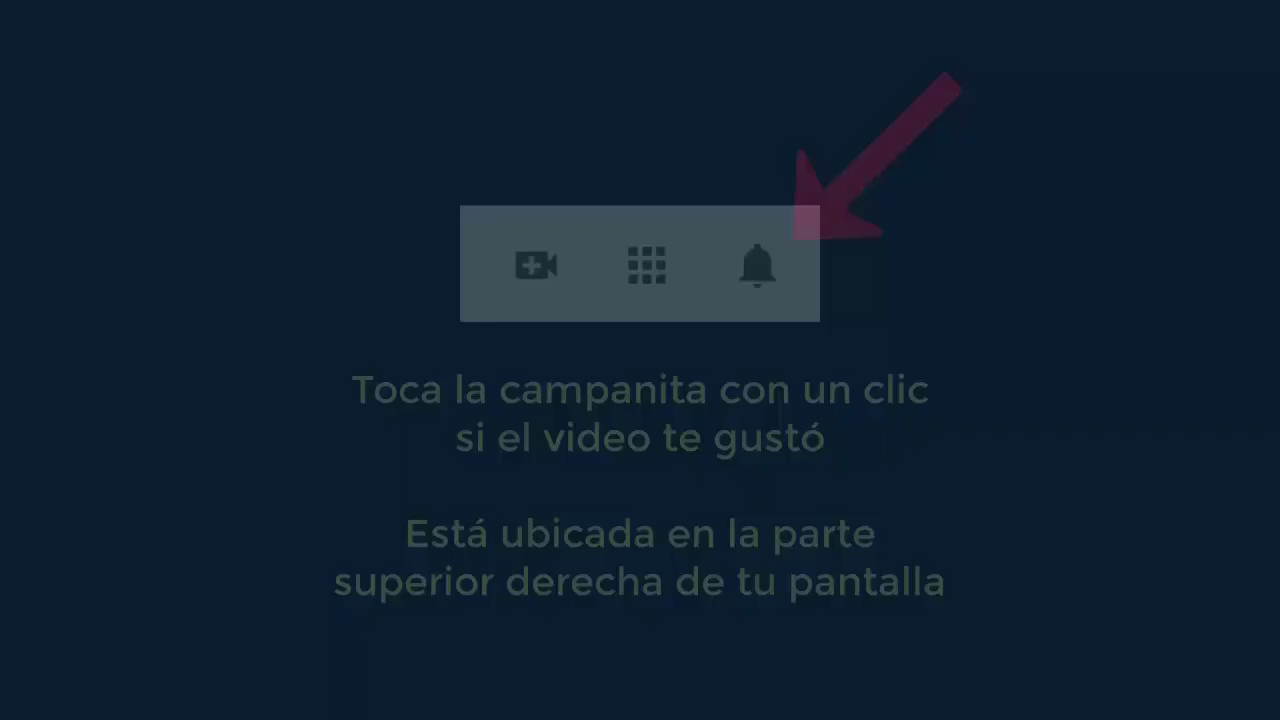 Toca la campanita con un clic
si el video te gustó
Está ubicada en la parte
superior derecha de tu pantalla